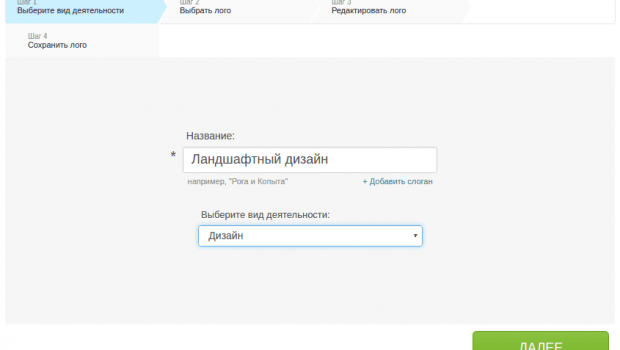 Шаг 1
Выберите вид деятельности
Шаг 2
Выбрать лого
Шаг 3
Редактировать лого
Шаг 4
Сохранить лого
Название:
* Ландшафтный дизайн
например, "Рога и Копыта"
+ Добавить слоган
Выберите вид деятельности:
Дизайн
ДАЛЕЕ